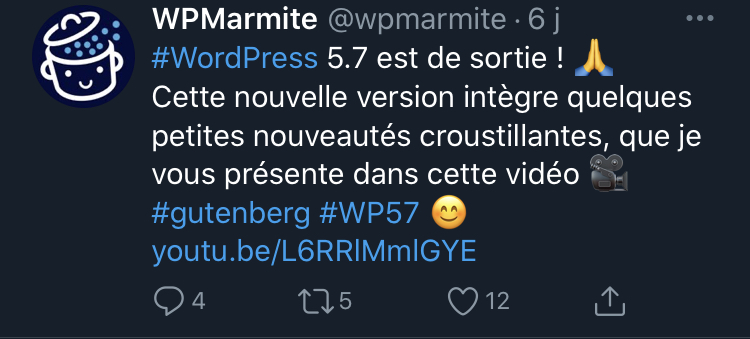 WPMarmite @wpmarmite · 6 j
#WordPress 5.7 est de sortie ! 🙏
Cette nouvelle version intègre quelques
petites nouveautés croustillantes, que je
vous présente dans cette vidéo 🎥
#gutenberg #WP57 😊
youtu.be/L6RRlMmlGYE
4 5 12